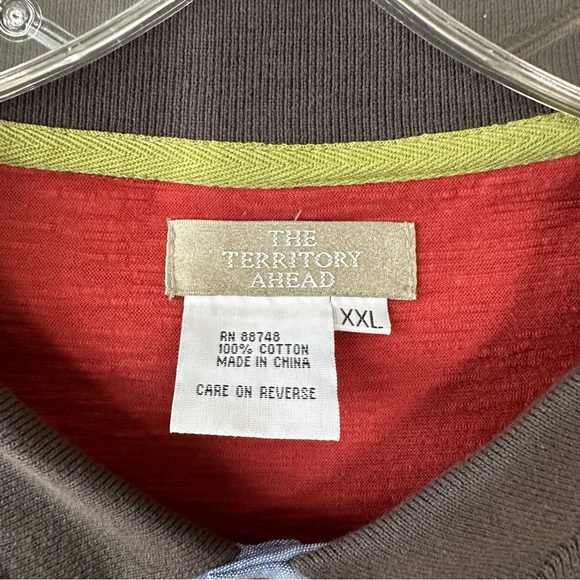 THE
TERRITORY
AHEAD
XXL
RN 88748
100% COTTON
MADE IN CHINA
CARE ON REVERSE